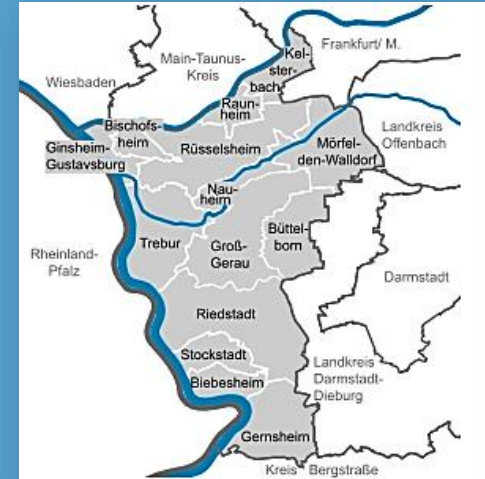 Kel-
ster-
bach
Frankfurt/ M.
Main-Taunus-
Kreis
Wiesbaden
Raun-
heim
Bischofs-
heim
Landkreis
Offenbach
Ginsheim-
Gustavsburg
Rüsselsheim
Mörfel-
den-Walldorf
Nau-
heim
Trebur
Groß-
Gerau
Büttel-
born
Rheinland-
Pfalz
Darmstadt
Riedstadt
Stockstadt
Biebesheim
Landkreis
Darmstadt-
Dieburg
Gernsheim
Kreis Bergstraße